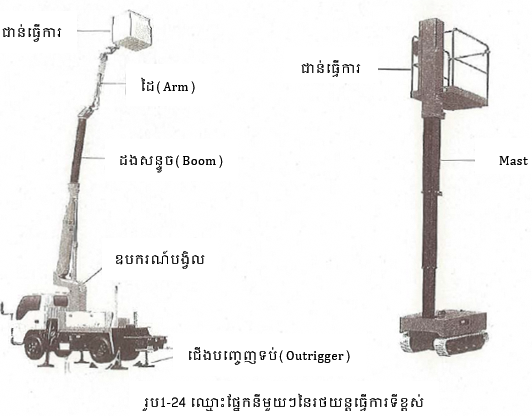 ជាន់ធ្វើការ
ដៃ(Arm)
ដងសន្ទូច(Boom)
ឧបករណ៍បង្វិល
ជើងបញ្ចេញទប់(Outrigger)
ជាន់ធ្វើការ
Mast
រូប1-24 ឈ្មោះផ្នែកនីមួយៗនៃរថយន្តធ្វើការទីខ្ពស់